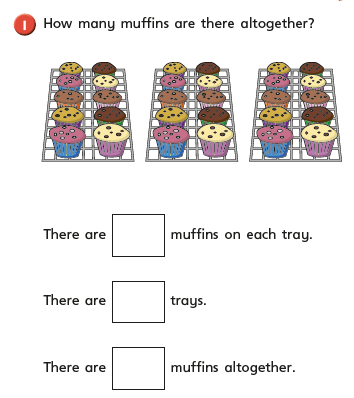 1 How many muffins are there altogether?
There are muffins on each tray.
There are trays.
There are muffins altogether.